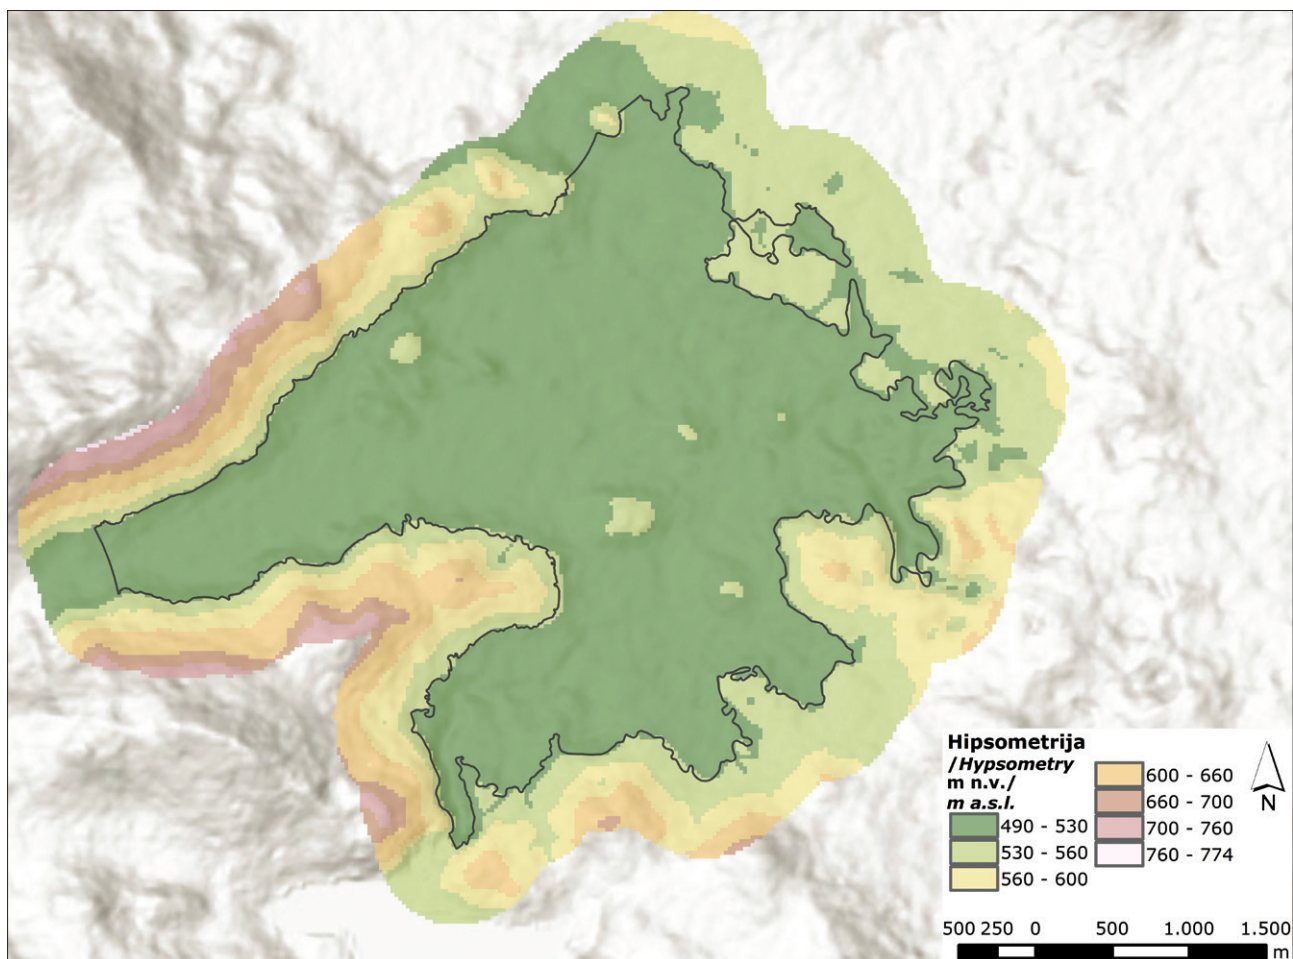 Hipsometrija
/Hypsometry
m n.v./
m a.s.l.
490 - 530
530 - 560
560 - 600
600 - 660
660 - 700
700 - 760
760 - 774
N
500 250 0 500 1.000 1.500
m